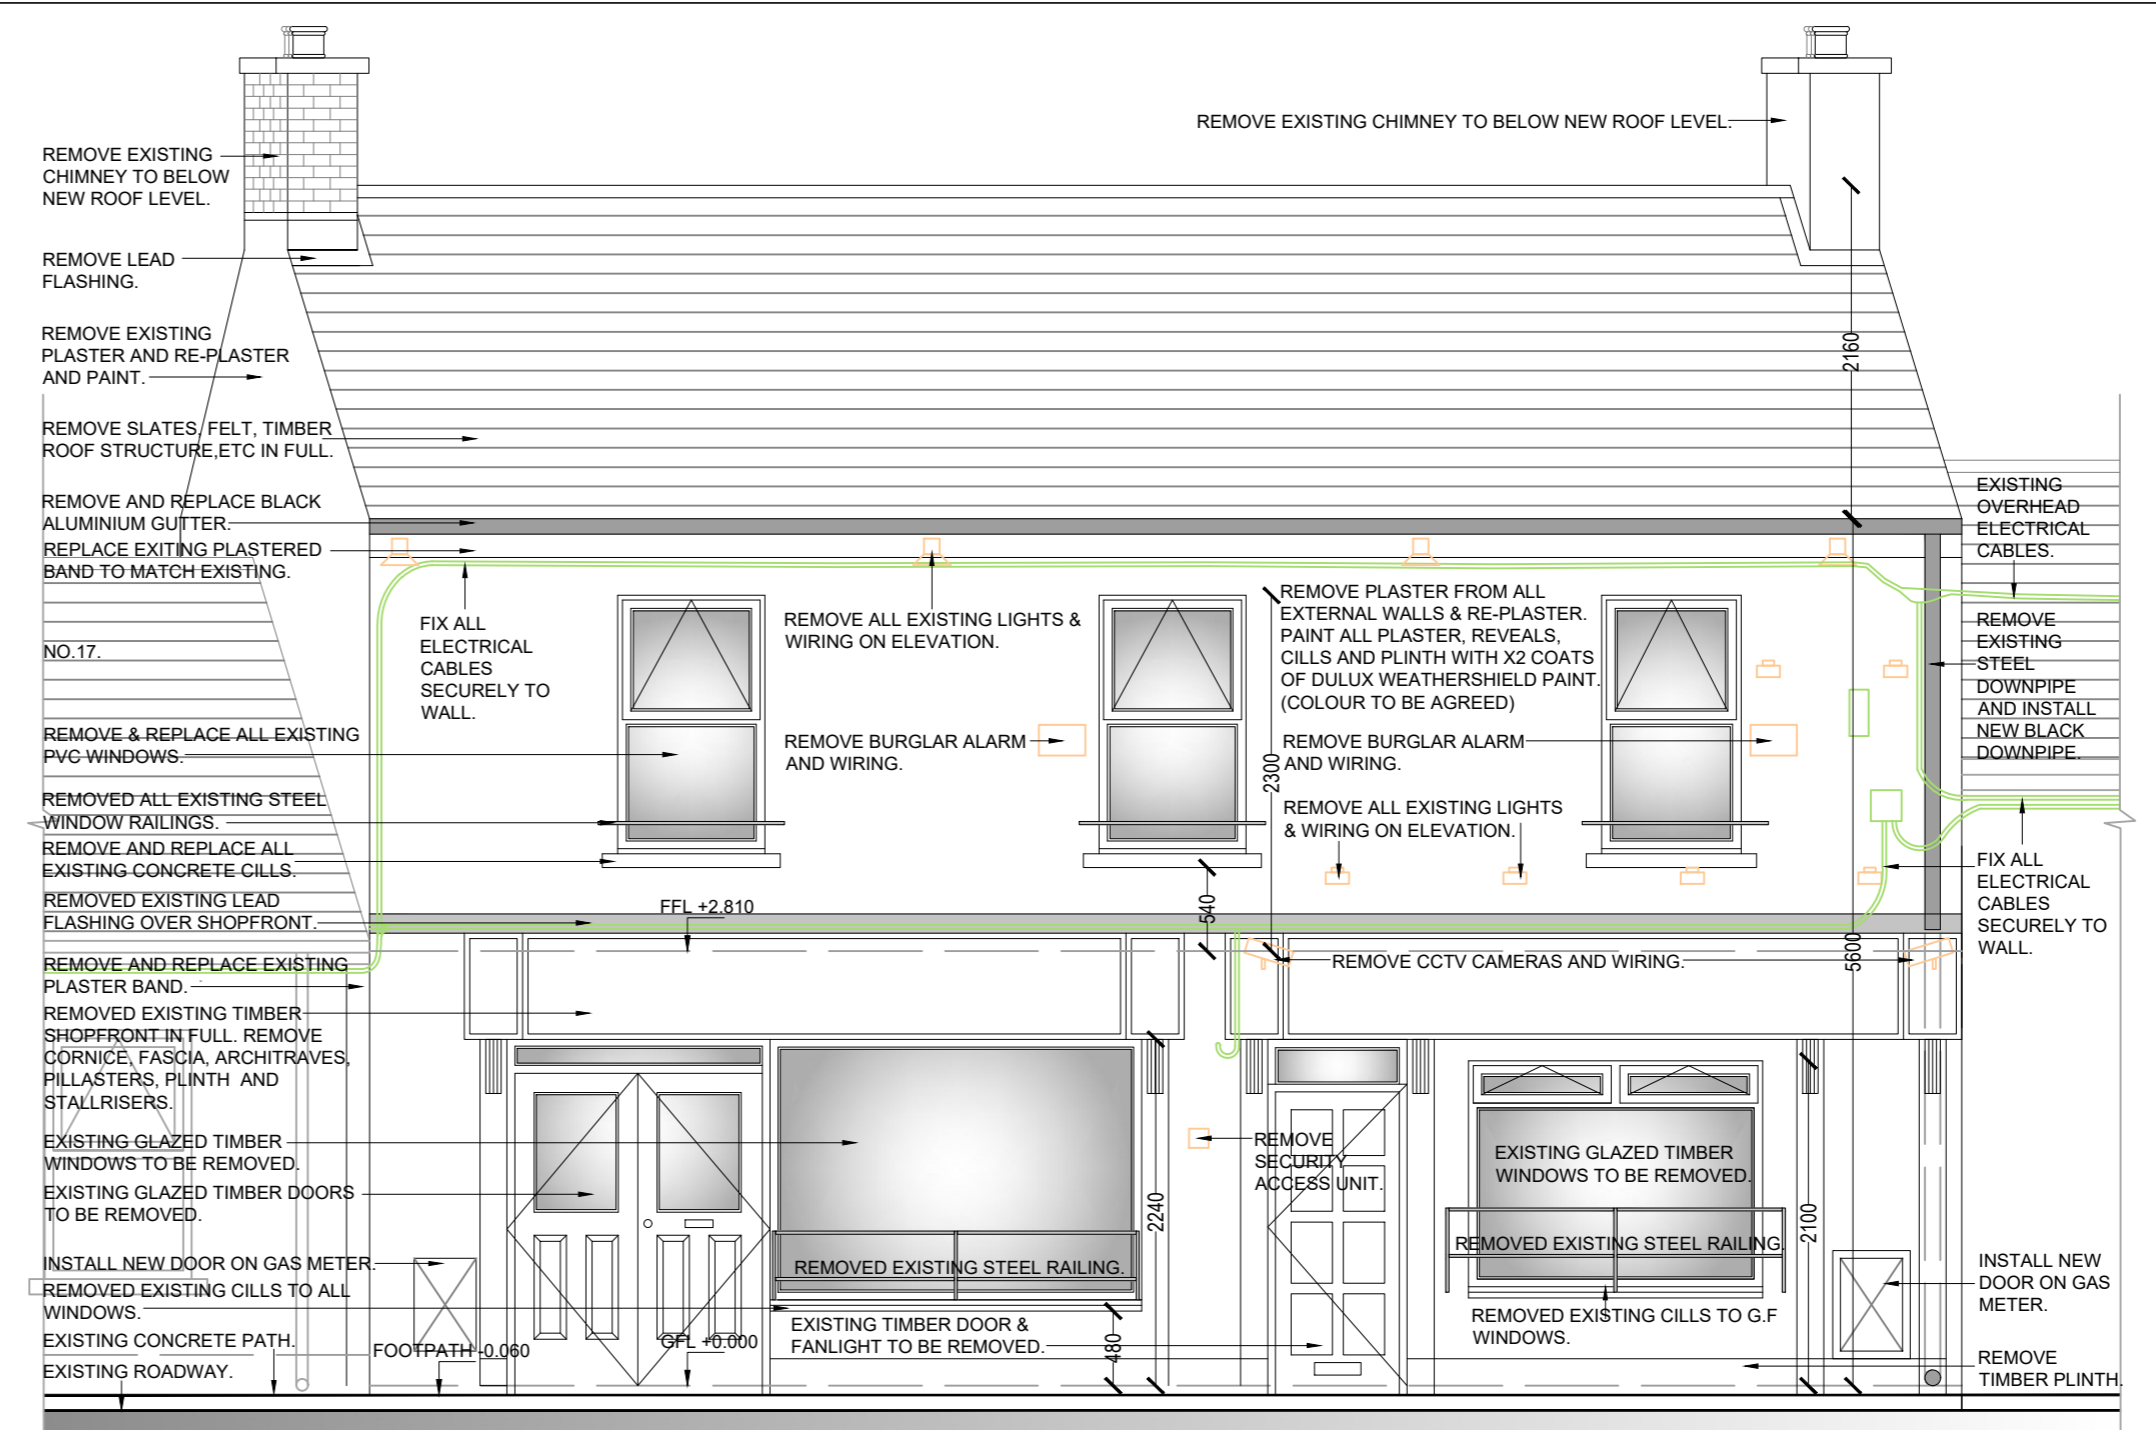 REMOVE EXISTING
CHIMNEY TO BELOW
NEW ROOF LEVEL.
REMOVE LEAD
FLASHING.
REMOVE EXISTING
PLASTER AND RE-PLASTER
AND PAINT.
REMOVE SLATES, FELT, TIMBER
ROOF STRUCTURE,ETC IN FULL.
REMOVE AND REPLACE BLACK
ALUMINIUM GUTTER.
REPLACE EXITING PLASTERED
BAND TO MATCH EXISTING.
NO.17.
REMOVE & REPLACE ALL EXISTING
PVC WINDOWS.
REMOVED ALL EXISTING STEEL
WINDOW RAILINGS.
REMOVE AND REPLACE ALL
EXISTING CONCRETE CILLS.
REMOVED EXISTING LEAD
FLASHING OVER SHOPFRONT.
REMOVE AND REPLACE EXISTING
PLASTER BAND.
REMOVED EXISTING TIMBER
SHOPFRONT IN FULL. REMOVE
CORNICE, FASCIA, ARCHITRAVES,
PILLASTERS, PLINTH AND
STALLRISERS.
EXISTING GLAZED TIMBER
WINDOWS TO BE REMOVED.
EXISTING GLAZED TIMBER DOORS
TO BE REMOVED.
INSTALL NEW DOOR ON GAS METER.
REMOVED EXISTING CILLS TO ALL
WINDOWS.
EXISTING CONCRETE PATH.
EXISTING ROADWAY.
FOOTPATH -0.060
GFL +0.000
FIX ALL
ELECTRICAL
CABLES
SECURELY TO
WALL.
FFL +2.810
REMOVE ALL EXISTING LIGHTS &
WIRING ON ELEVATION.
REMOVE BURGLAR ALARM
AND WIRING.
540
REMOVED EXISTING STEEL RAILING.
EXISTING TIMBER DOOR &
FANLIGHT TO BE REMOVED.
480
2240
REMOVE EXISTING CHIMNEY TO BELOW NEW ROOF LEVEL.
2160
REMOVE PLASTER FROM ALL
EXTERNAL WALLS & RE-PLASTER.
PAINT ALL PLASTER, REVEALS,
CILLS AND PLINTH WITH X2 COATS
OF DULUX WEATHERSHIELD PAINT.
(COLOUR TO BE AGREED)
2300
REMOVE BURGLAR ALARM
AND WIRING.
REMOVE ALL EXISTING LIGHTS
& WIRING ON ELEVATION.
REMOVE CCTV CAMERAS AND WIRING.
5600
REMOVE
SECURITY
ACCESS UNIT.
EXISTING GLAZED TIMBER
WINDOWS TO BE REMOVED.
REMOVED EXISTING STEEL RAILING.
2100
REMOVED EXISTING CILLS TO G.F
WINDOWS.
EXISTING
OVERHEAD
ELECTRICAL
CABLES.
REMOVE
EXISTING
STEEL
DOWNPIPE
AND INSTALL
NEW BLACK
DOWNPIPE.
FIX ALL
ELECTRICAL
CABLES
SECURELY TO
WALL.
INSTALL NEW
DOOR ON GAS
METER.
REMOVE
TIMBER PLINTH.